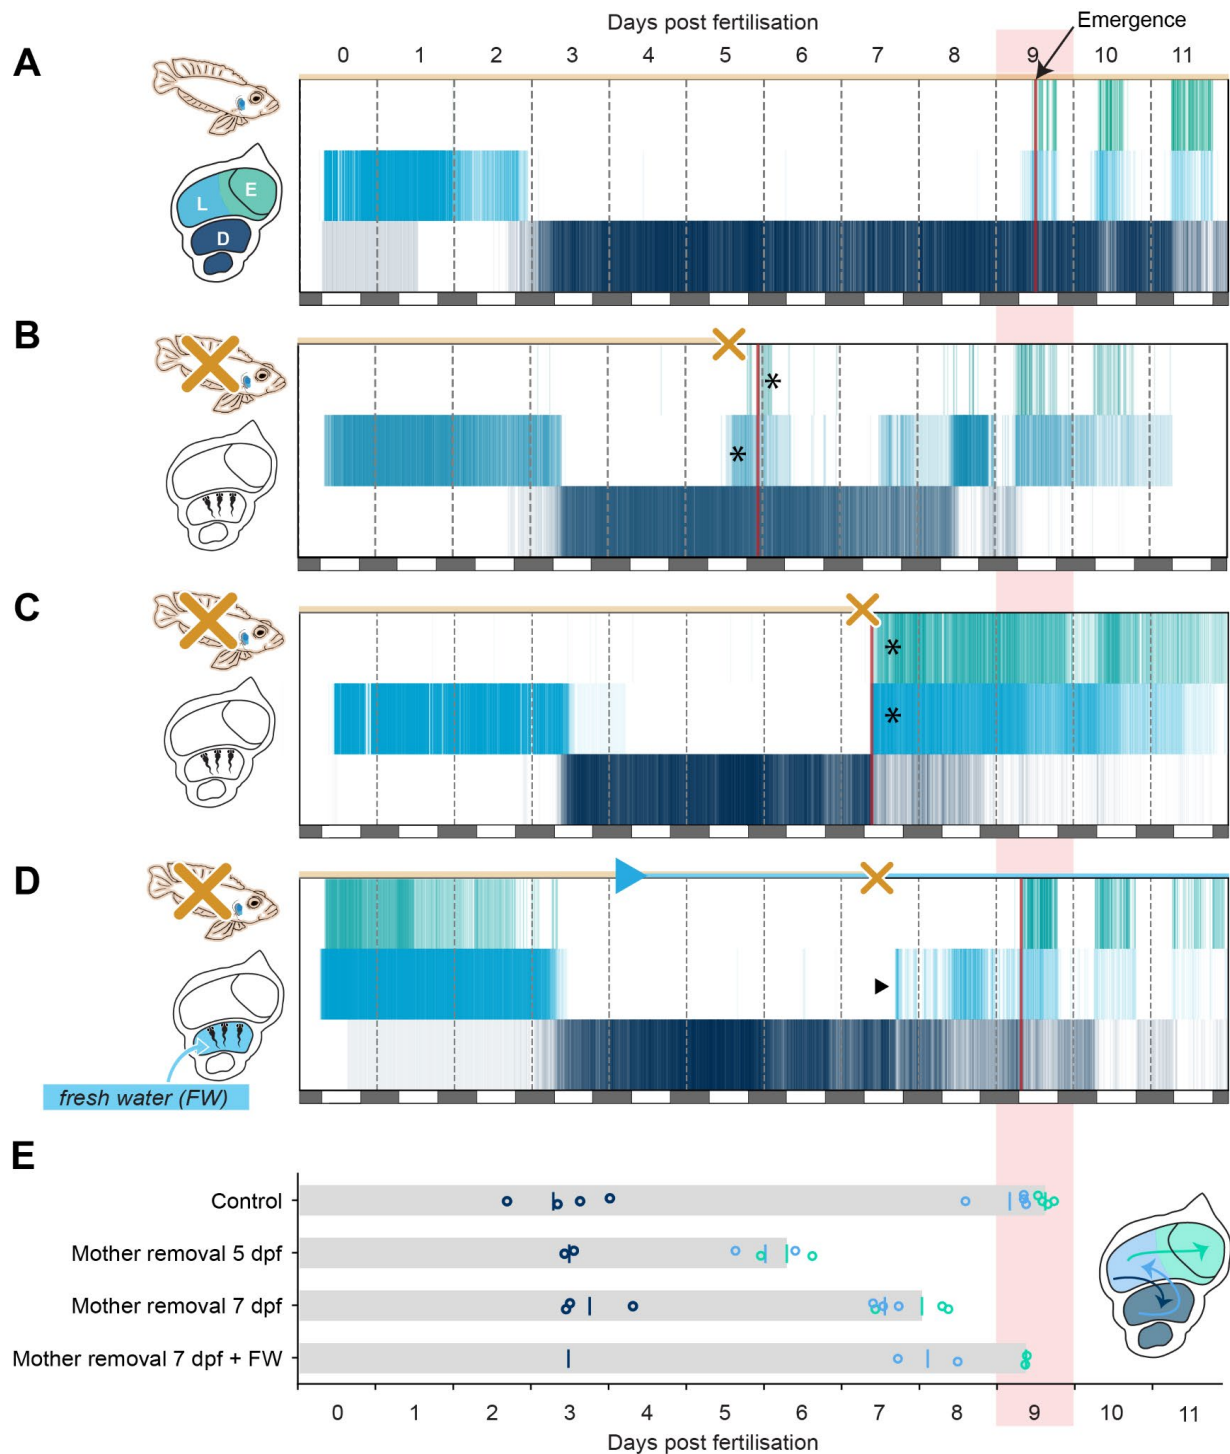 Days post fertilisation
Emergence
A
0 1 2 3 4 5 6 7 8 9 10 11
L E
D
B
*
*
C
*
*
D
fresh water (FW)
E
Control
Mother removal 5 dpf
Mother removal 7 dpf
Mother removal 7 dpf + FW
0 1 2 3 4 5 6 7 8 9 10 11
Days post fertilisation